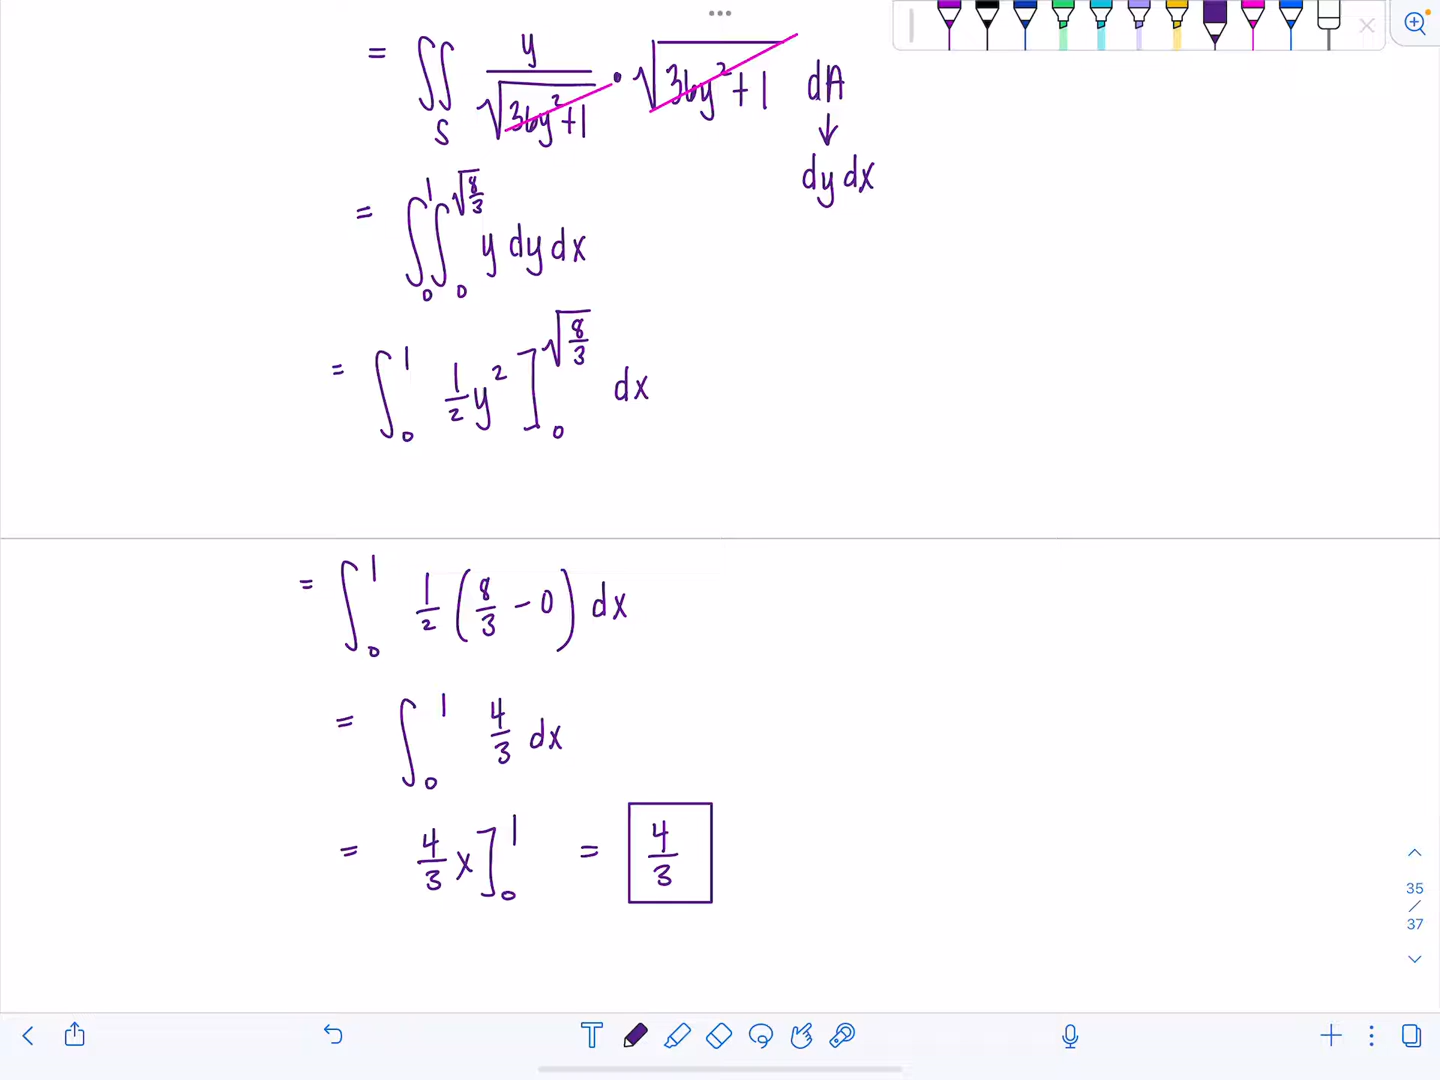 = ∬_S y/√(36y²+1) · √(36y²+1) dA
↓
dy dx
= ∫_0^1 ∫_0^√(8/3) y dy dx
= ∫_0^1 1/2 y² ]_0^√(8/3) dx
= ∫_0^1 1/2 (8/3 − 0) dx
= ∫_0^1 4/3 dx
= 4/3 x ]_0^1 = 4/3
35
/
37
T